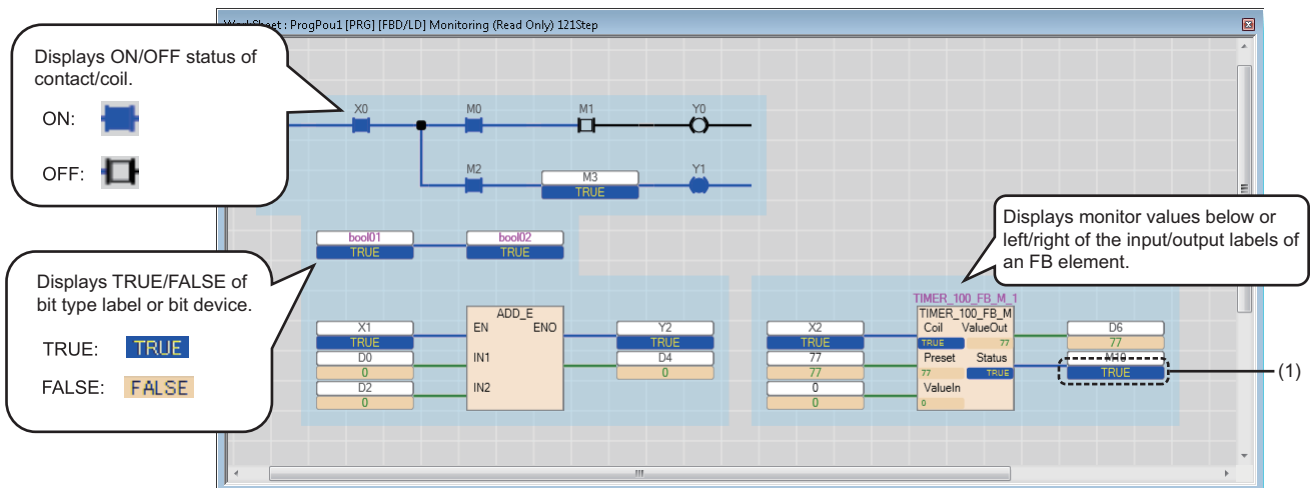 WorkSheet : ProgPou1 [PRG] [FBD/LD] Monitoring (Read Only) 121Step
Displays ON/OFF status of
contact/coil.
ON:
OFF:
X0 M0 M1 Y0
M2 M3 Y1
TRUE
Displays monitor values below or
left/right of the input/output labels of
an FB element.
bool01 bool02
TRUE TRUE
Displays TRUE/FALSE of
bit type label or bit device.
TRUE: TRUE
FALSE: FALSE
ADD_E
X1 EN ENO Y2
TRUE TRUE
D0 IN1 D4
0 0
D2 IN2
0
TIMER_100_FB_M_1
TIMER_100_FB_M
X2 Coil ValueOut D6
TRUE TRUE 77 77
77 Preset Status M10
77 77 TRUE TRUE (1)
0 ValueIn
0 0